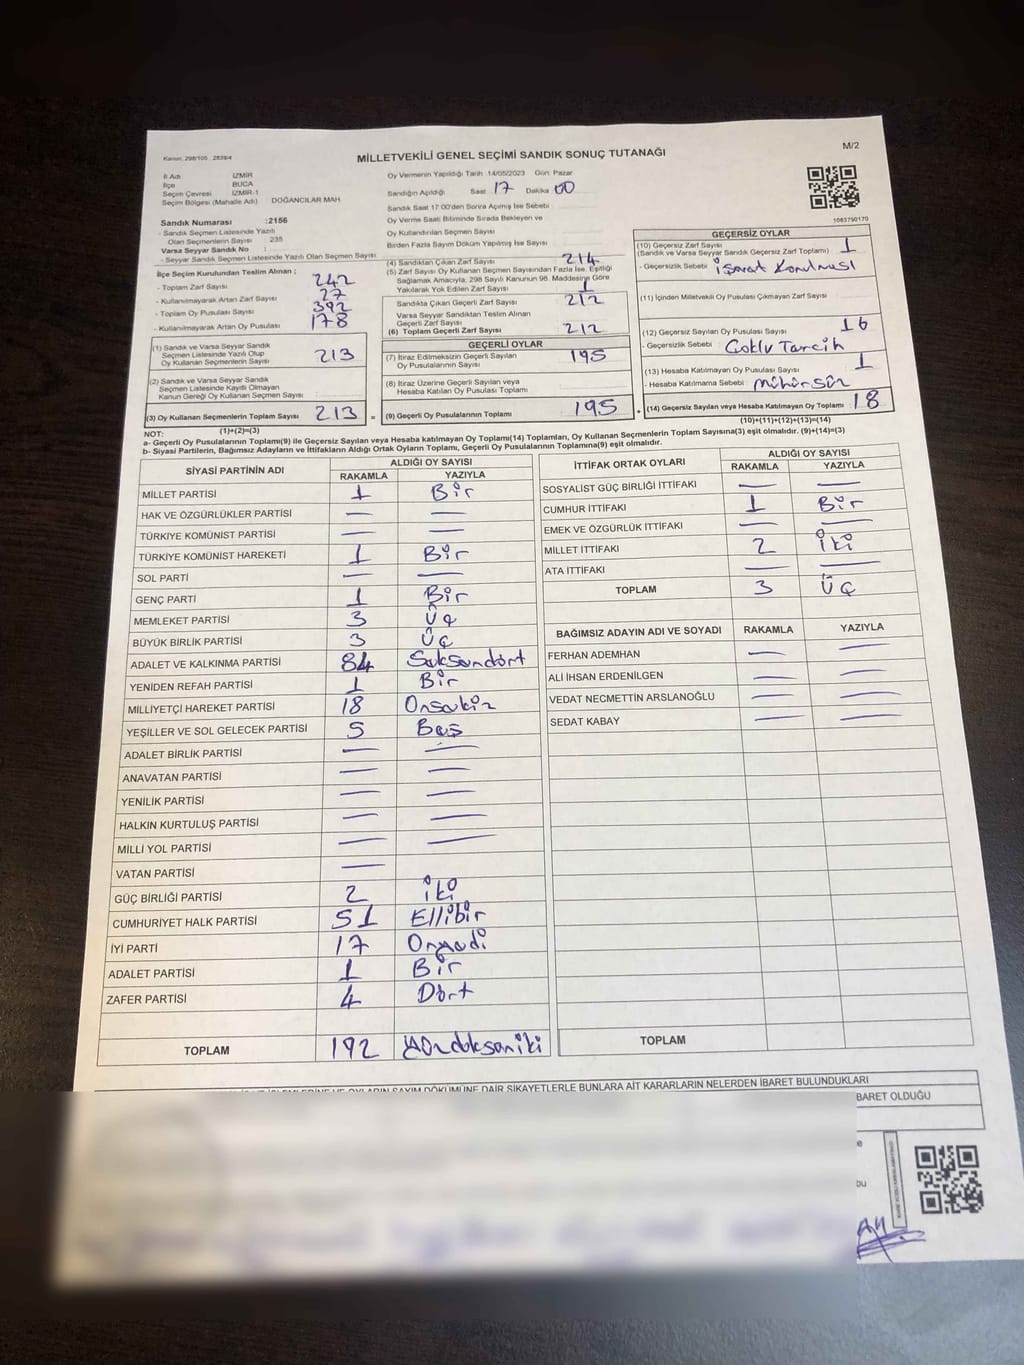 Kanun: 298/105 2839/4
MİLLETVEKİLİ GENEL SEÇİMİ SANDIK SONUÇ TUTANAĞI
M/2
İl Adı İZMİR
İlçe BUCA
Seçim Çevresi İZMİR-1
Seçim Bölgesi (Mahalle Adı) DOĞANCILAR MAH
Sandık Numarası :2156
- Sandık Seçmen Listesinde Yazılı
Olan Seçmenlerin Sayısı 235
Varsa Seyyar Sandık No :
- Seyyar Sandık Seçmen Listesinde Yazılı Olan Seçmen Sayısı
İlçe Seçim Kurulundan Teslim Alınan ;
- Toplam Zarf Sayısı 242
- Kullanılmayarak Artan Zarf Sayısı 27
- Toplam Oy Pusulası Sayısı 392
- Kullanılmayarak Artan Oy Pusulası 178
(1) Sandık ve Varsa Seyyar Sandık
Seçmen Listesinde Yazılı Olup
Oy Kullanan Seçmenlerin Sayısı 213
(2) Sandık ve Varsa Seyyar Sandık
Seçmen Listesinde Kayıtlı Olmayan
Kanun Gereği Oy Kullanan Seçmen Sayısı
(3) Oy Kullanan Seçmenlerin Toplam Sayısı 213
(1)+(2)=(3)
Oy Vermenin Yapıldığı Tarih 14/05/2023 Gün: Pazar
Sandığın Açıldığı Saat 17 Dakika 00
Sandık Saat 17:00'den Sonra Açılmış İse Sebebi
Oy Verme Saati Bitiminde Sırada Bekleyen ve
Oy Kullandırılan Seçmen Sayısı
Birden Fazla Sayım Döküm Yapılmış İse Sayısı
(4) Sandıktan Çıkan Zarf Sayısı 214
(5) Zarf Sayısı Oy Kullanan Seçmen Sayısından Fazla İse, Eşitliği
Sağlamak Amacıyla, 298 Sayılı Kanunun 98. Maddesine Göre
Yakılarak Yok Edilen Zarf Sayısı 1
Sandıkta Çıkan Geçerli Zarf Sayısı 212
Varsa Seyyar Sandıktan Teslim Alınan
Geçerli Zarf Sayısı
(6) Toplam Geçerli Zarf Sayısı 212
GEÇERLİ OYLAR
(7) İtiraz Edilmeksizin Geçerli Sayılan
Oy Pusulalarının Sayısı 195
(8) İtiraz Üzerine Geçerli Sayılan veya
Hesaba Katılan Oy Pusulası Toplamı
= (9) Geçerli Oy Pusulalarının Toplamı 195 +
1083790170
GEÇERSİZ OYLAR
(10) Geçersiz Zarf Sayısı
(Sandık ve Varsa Seyyar Sandık Geçersiz Zarf Toplamı) 1
- Geçersizlik Sebebi işaret Konulmusl
(11) İçinden Milletvekili Oy Pusulası Çıkmayan Zarf Sayısı
(12) Geçersiz Sayılan Oy Pusulası Sayısı 16
- Geçersizlik Sebebi Çoklu Tercih
(13) Hesaba Katılmayan Oy Pusulası Sayısı 1
- Hesaba Katılmama Sebebi mühürsüz
(14) Geçersiz Sayılan veya Hesaba Katılmayan Oy Toplamı 18
(10)+(11)+(12)+(13)=(14)
NOT:
a- Geçerli Oy Pusulalarının Toplamı(9) ile Geçersiz Sayılan veya Hesaba katılmayan Oy Toplam(14) Toplamları, Oy Kullanan Seçmenlerin Toplam Sayısına(3) eşit olmalıdır. (9)+(14)=(3)
b- Siyasi Partilerin, Bağımsız Adayların ve İttifakların Aldığı Ortak Oyların Toplamı, Geçerli Oy Pusulalarının Toplamına(9) eşit olmalıdır.
SİYASİ PARTİNİN ADI ALDIĞI OY SAYISI
RAKAMLA YAZIYLA
MİLLET PARTİSİ 1 Bir
HAK VE ÖZGÜRLÜKLER PARTİSİ — —
TÜRKİYE KOMÜNİST PARTİSİ — —
TÜRKİYE KOMÜNİST HAREKETİ 1 Bir
SOL PARTİ — —
GENÇ PARTİ 1 Bir
MEMLEKET PARTİSİ 3 Üç
BÜYÜK BİRLİK PARTİSİ 3 Üç
ADALET VE KALKINMA PARTİSİ 84 Seksendört
YENİDEN REFAH PARTİSİ 1 Bir
MİLLİYETÇİ HAREKET PARTİSİ 18 Onsekiz
YEŞİLLER VE SOL GELECEK PARTİSİ 5 Beş
ADALET BİRLİK PARTİSİ — —
ANAVATAN PARTİSİ — —
YENİLİK PARTİSİ — —
HALKIN KURTULUŞ PARTİSİ — —
MİLLİ YOL PARTİSİ — —
VATAN PARTİSİ —
GÜÇ BİRLİĞİ PARTİSİ 2 iki
CUMHURİYET HALK PARTİSİ 51 Ellibir
İYİ PARTİ 17 Onyedi
ADALET PARTİSİ 1 Bir
ZAFER PARTİSİ 4 Dört
TOPLAM 192 yüzdoksaniki
İTTİFAK ORTAK OYLARI ALDIĞI OY SAYISI
RAKAMLA YAZIYLA
SOSYALİST GÜÇ BİRLİĞİ İTTİFAKI — —
CUMHUR İTTİFAKI 1 Bir
EMEK VE ÖZGÜRLÜK İTTİFAKI — —
MİLLET İTTİFAKI 2 iki
ATA İTTİFAKI — —
TOPLAM 3 Üç
BAĞIMSIZ ADAYIN ADI VE SOYADI RAKAMLA YAZIYLA
FERHAN ADEMHAN — —
ALİ İHSAN ERDENİLGEN — —
VEDAT NECMETTİN ARSLANOĞLU — —
SEDAT KABAY — —
TOPLAM
OYLARIN SAYIM DÖKÜMÜNE DAİR ŞİKAYETLERLE BUNLARA AİT KARARLARIN NELERDEN İBARET BULUNDUKLARI
BARET OLDUĞU